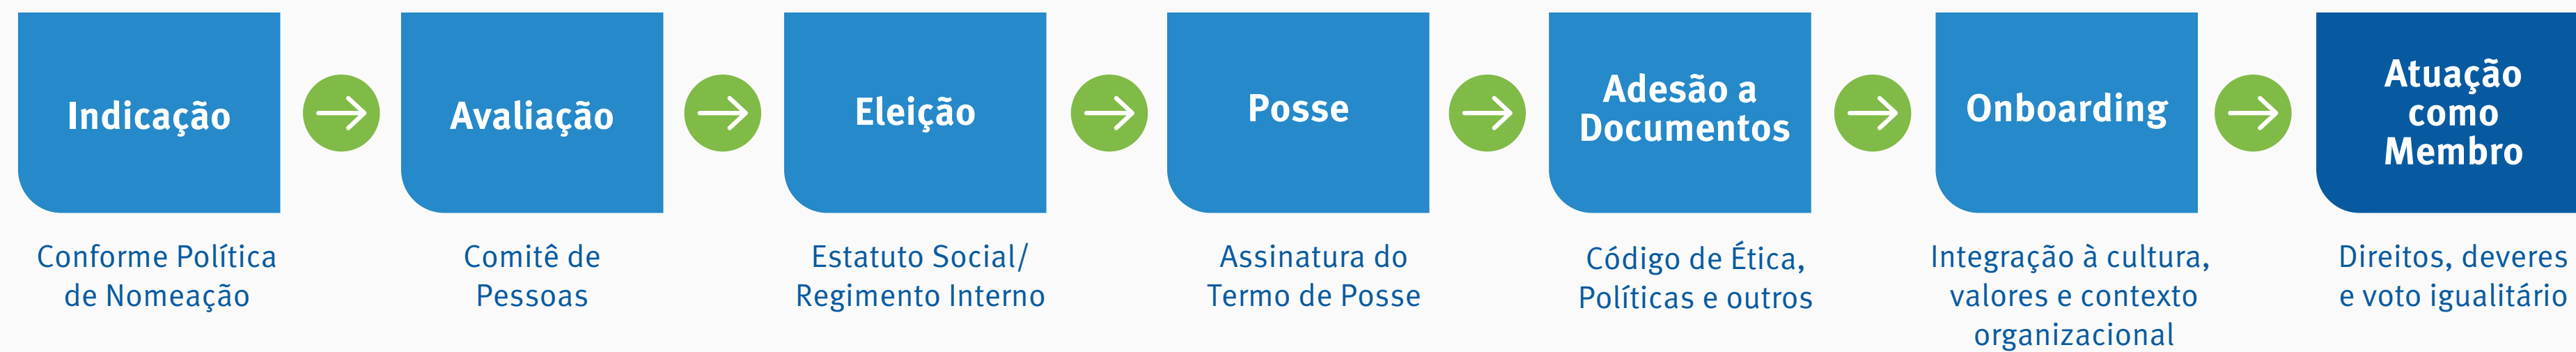 Indicação
Avaliação
Eleição
Posse
Adesão a
Documentos
Onboarding
Atuação
como
Membro
Conforme Política
de Nomeação
Comitê de
Pessoas
Estatuto Social/
Regimento Interno
Assinatura do
Termo de Posse
Código de Ética,
Políticas e outros
Integração à cultura,
valores e contexto
organizacional
Direitos, deveres
e voto igualitário